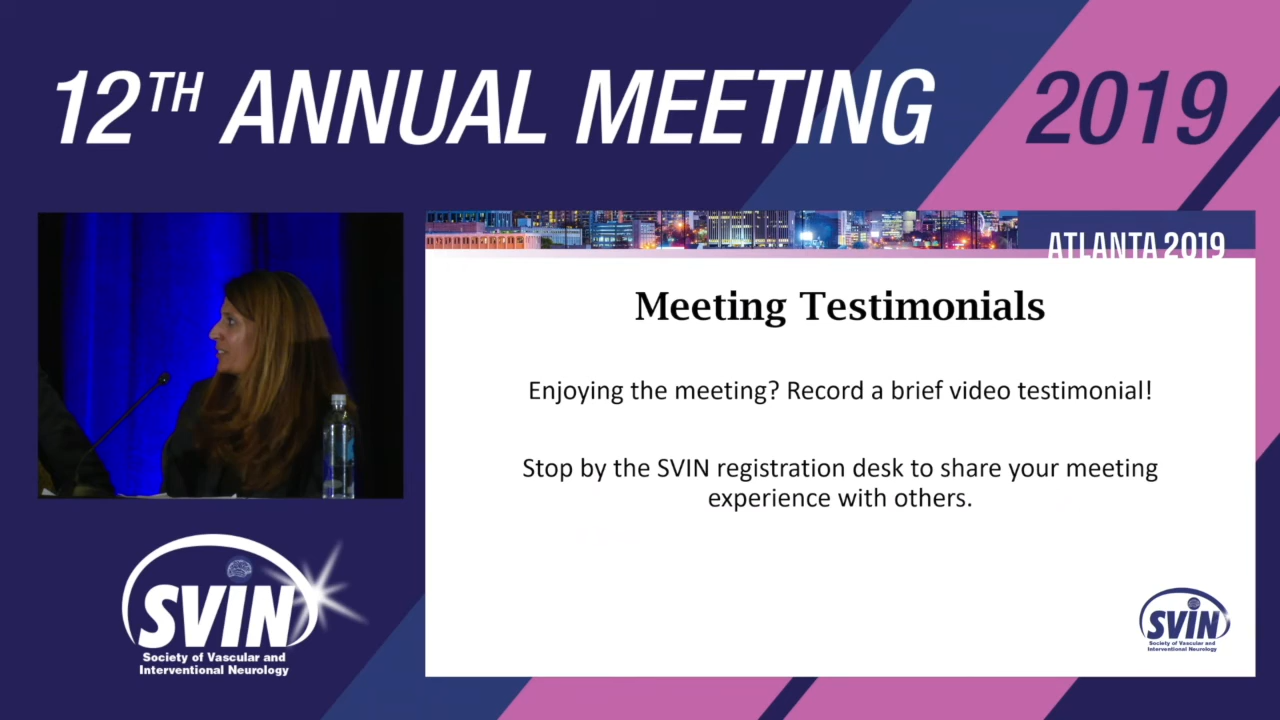 12TH ANNUAL MEETING 2019
ATLANTA 2019
Meeting Testimonials
Enjoying the meeting? Record a brief video testimonial!
Stop by the SVIN registration desk to share your meeting
experience with others.
SVIN
Society of Vascular and
Interventional Neurology
SVIN
Society of Vascular and
Interventional Neurology